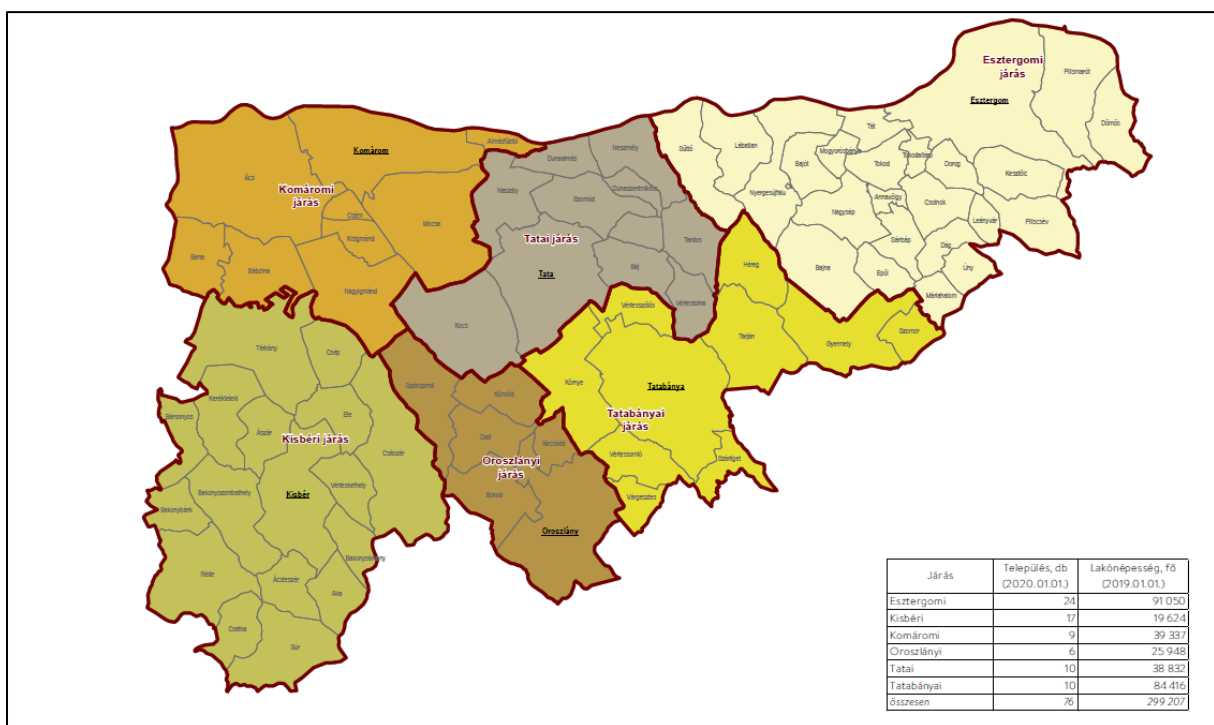 Esztergomi
járás
Pilismarót
Esztergom
Dömös
Tát
Süttő
Lábatlan
Bajót
Mogyorósbánya
Tokod
Tokodaltáró
Dorog
Kesztölc
Nyergesújfalu
Nagysáp
Annavölgy
Csolnok
Leányvár
Piliscsév
Sárisáp
Dág
Úny
Bajna
Epöl
Máriahalom
Almásfüzitő
Komárom
Ács
Komáromi
járás
Csém
Kisigmánd
Mocsa
Bana
Bábolna
Nagyigmánd
Neszmély
Dunaalmás
Naszály
Szomód
Dunaszentmiklós
Tatai járás
Tardos
Tata
Baj
Vértestolna
Kocs
Héreg
Tarján
Gyermely
Szomor
Vértesszőlős
Környe
Tatabánya
Tatabányai
járás
Vértessomló
Szárliget
Várgesztes
Szákszend
Kömlőd
Dad
Kecskéd
Oroszlányi
járás
Bokod
Oroszlány
Tárkány
Csép
Kerékteleki
Bársonyos
Ete
Ászár
Kisbéri járás
Császár
Bakonyszombathely
Kisbér
Vérteskethely
Bakonybánk
Bakonysárkány
Réde
Ácsteszér
Aka
Csatka
Súr
Járás Település, db Lakónépesség, fő
(2020.01.01.) (2019.01.01.)
Esztergomi 24 91 050
Kisbéri 17 19 624
Komáromi 9 39 337
Oroszlányi 6 25 948
Tatai 10 38 832
Tatabányai 10 84 416
összesen 76 299 207